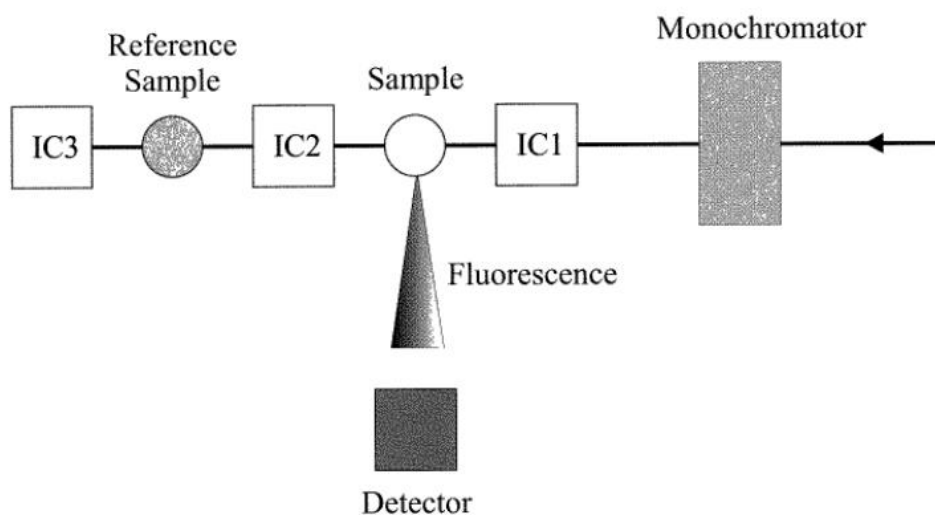 Monochromator
Reference
Sample
Sample
IC3
IC2
IC1
Fluorescence
Detector